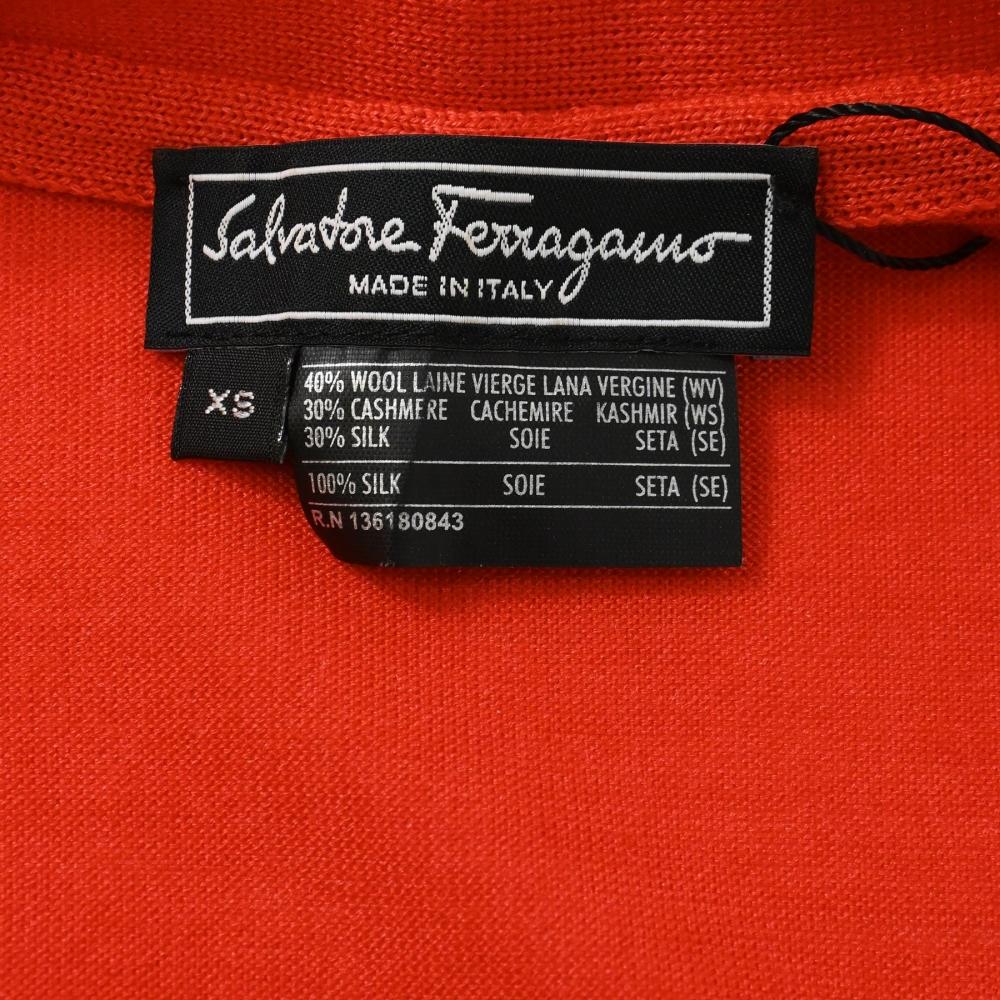 Salvatore Ferragamo
MADE IN ITALY
XS
40% WOOL LAINE VIERGE LANA VERGINE (WV)
30% CASHMERE CACHEMIRE KASHMIR (WS)
30% SILK SOIE SETA (SE)
100% SILK SOIE SETA (SE)
R.N 136180843